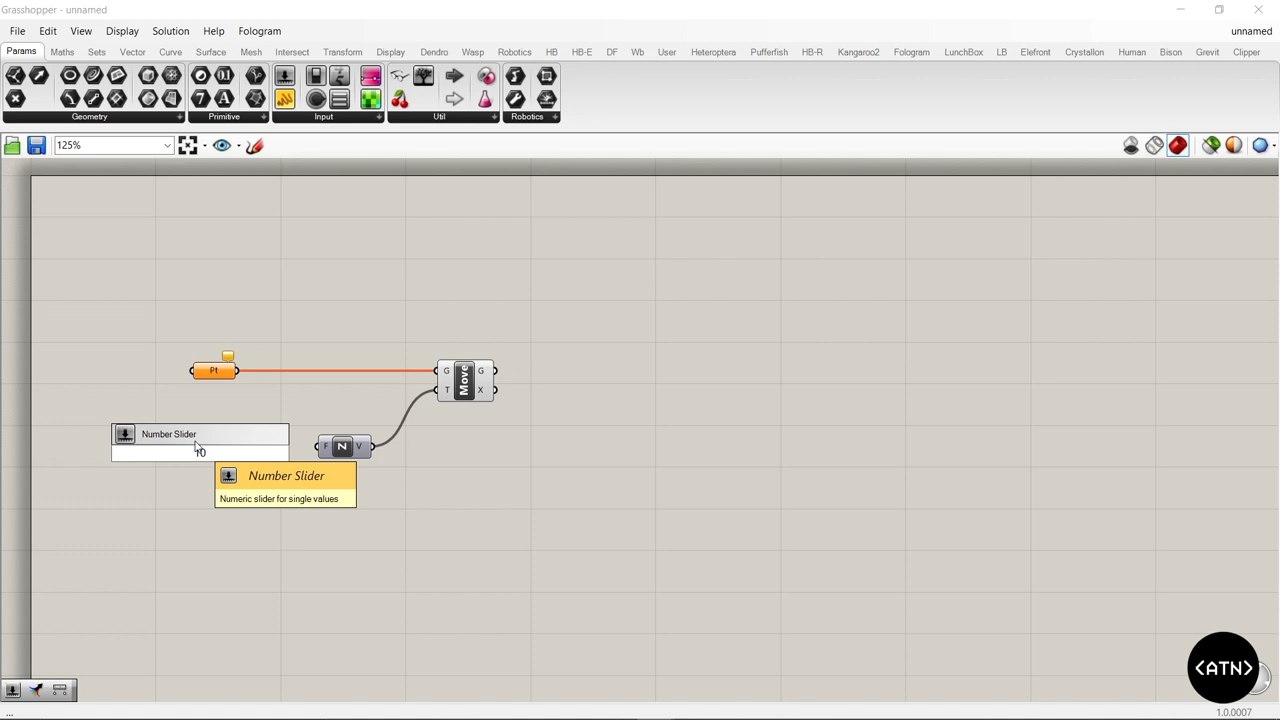 Grasshopper - unnamed
File Edit View Display Solution Help Fologram unnamed
Params Maths Sets Vector Curve Surface Mesh Intersect Transform Display Dendro Wasp Robotics HB HB-E DF Wb User Heteroptera Pufferfish HB-R Kangaroo2 Fologram LunchBox LB Elefront Crystallon Human Bison Grevit Clipper
Geometry Primitive Input Util Robotics
125%
Pt
G Move G
T X
Number Slider
F N V
10
Number Slider
Numeric slider for single values
<ATN>
... 1.0.0007